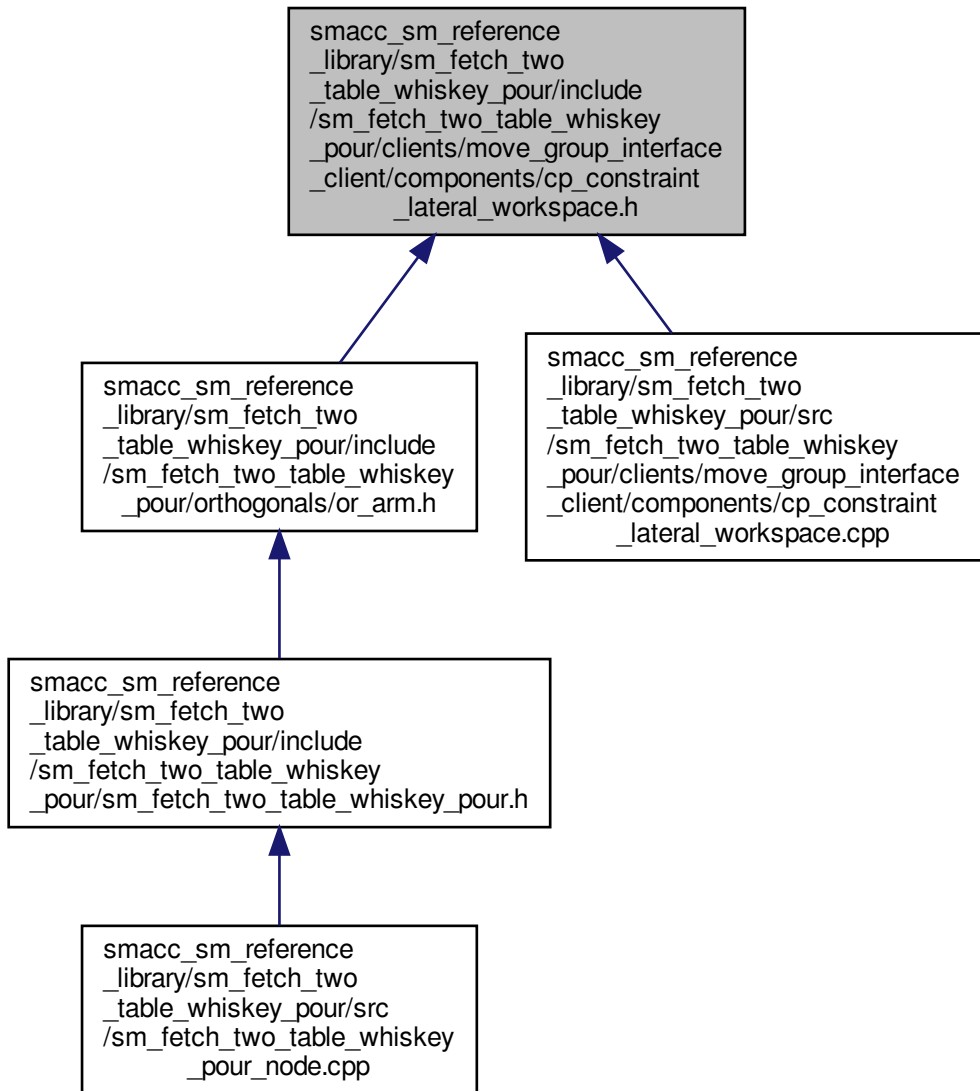 smacc_sm_reference
_library/sm_fetch_two
_table_whiskey_pour/include
/sm_fetch_two_table_whiskey
_pour/clients/move_group_interface
_client/components/cp_constraint
_lateral_workspace.h
smacc_sm_reference
_library/sm_fetch_two
_table_whiskey_pour/include
/sm_fetch_two_table_whiskey
_pour/orthogonals/or_arm.h
smacc_sm_reference
_library/sm_fetch_two
_table_whiskey_pour/src
/sm_fetch_two_table_whiskey
_pour/clients/move_group_interface
_client/components/cp_constraint
_lateral_workspace.cpp
smacc_sm_reference
_library/sm_fetch_two
_table_whiskey_pour/include
/sm_fetch_two_table_whiskey
_pour/sm_fetch_two_table_whiskey_pour.h
smacc_sm_reference
_library/sm_fetch_two
_table_whiskey_pour/src
/sm_fetch_two_table_whiskey
_pour_node.cpp